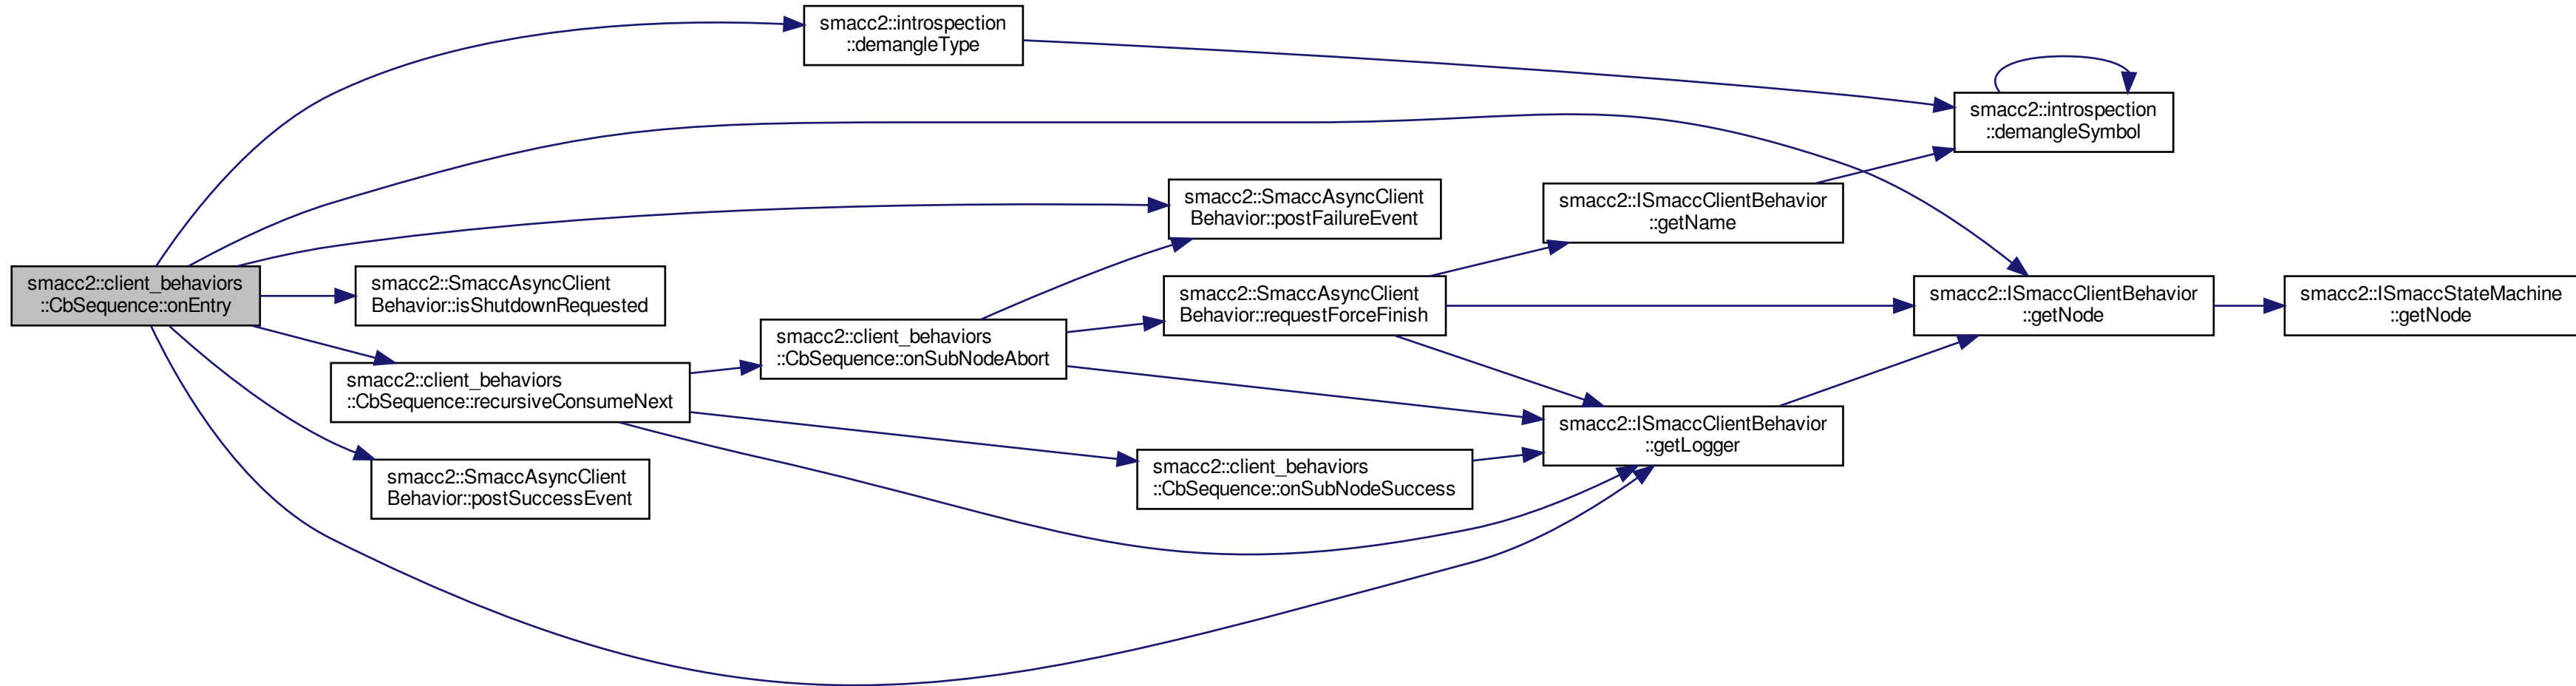 smacc2::introspection
::demangleType
smacc2::introspection
::demangleSymbol
smacc2::SmaccAsyncClient
Behavior::postFailureEvent
smacc2::ISmaccClientBehavior
::getName
smacc2::client_behaviors
::CbSequence::onEntry
smacc2::SmaccAsyncClient
Behavior::isShutdownRequested
smacc2::SmaccAsyncClient
Behavior::requestForceFinish
smacc2::ISmaccClientBehavior
::getNode
smacc2::ISmaccStateMachine
::getNode
smacc2::client_behaviors
::CbSequence::onSubNodeAbort
smacc2::client_behaviors
::CbSequence::recursiveConsumeNext
smacc2::ISmaccClientBehavior
::getLogger
smacc2::client_behaviors
::CbSequence::onSubNodeSuccess
smacc2::SmaccAsyncClient
Behavior::postSuccessEvent